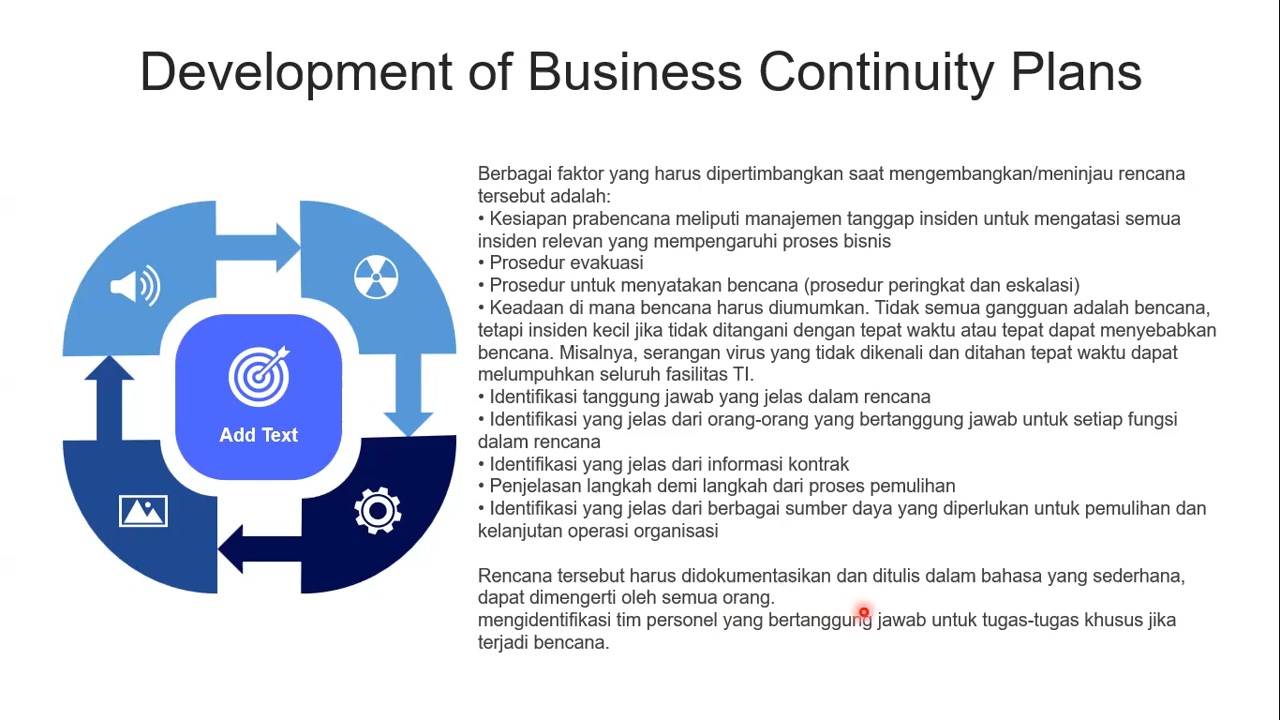 Development of Business Continuity Plans
Berbagai faktor yang harus dipertimbangkan saat mengembangkan/meninjau rencana
tersebut adalah:
• Kesiapan prabencana meliputi manajemen tanggap insiden untuk mengatasi semua
insiden relevan yang mempengaruhi proses bisnis
• Prosedur evakuasi
• Prosedur untuk menyatakan bencana (prosedur peringkat dan eskalasi)
• Keadaan di mana bencana harus diumumkan. Tidak semua gangguan adalah bencana,
tetapi insiden kecil jika tidak ditangani dengan tepat waktu atau tepat dapat menyebabkan
bencana. Misalnya, serangan virus yang tidak dikenali dan ditahan tepat waktu dapat
melumpuhkan seluruh fasilitas TI.
• Identifikasi tanggung jawab yang jelas dalam rencana
• Identifikasi yang jelas dari orang-orang yang bertanggung jawab untuk setiap fungsi
dalam rencana
• Identifikasi yang jelas dari informasi kontrak
• Penjelasan langkah demi langkah dari proses pemulihan
• Identifikasi yang jelas dari berbagai sumber daya yang diperlukan untuk pemulihan dan
kelanjutan operasi organisasi
Rencana tersebut harus didokumentasikan dan ditulis dalam bahasa yang sederhana,
dapat dimengerti oleh semua orang.
mengidentifikasi tim personel yang bertanggung jawab untuk tugas-tugas khusus jika
terjadi bencana.
Add Text